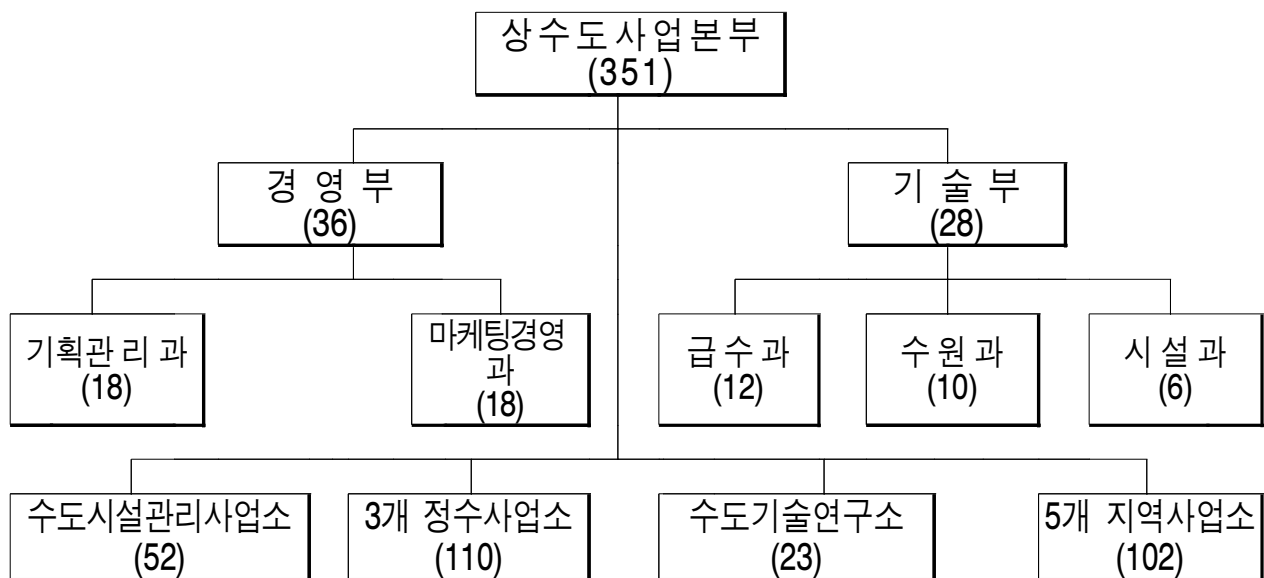 상수도사업본부
(351)
경 영 부
(36)
기 술 부
(28)
기획관리과
(18)
마케팅경영
과
(18)
급수과
(12)
수원과
(10)
시설과
(6)
수도시설관리사업소
(52)
3개 정수사업소
(110)
수도기술연구소
(23)
5개 지역사업소
(102)